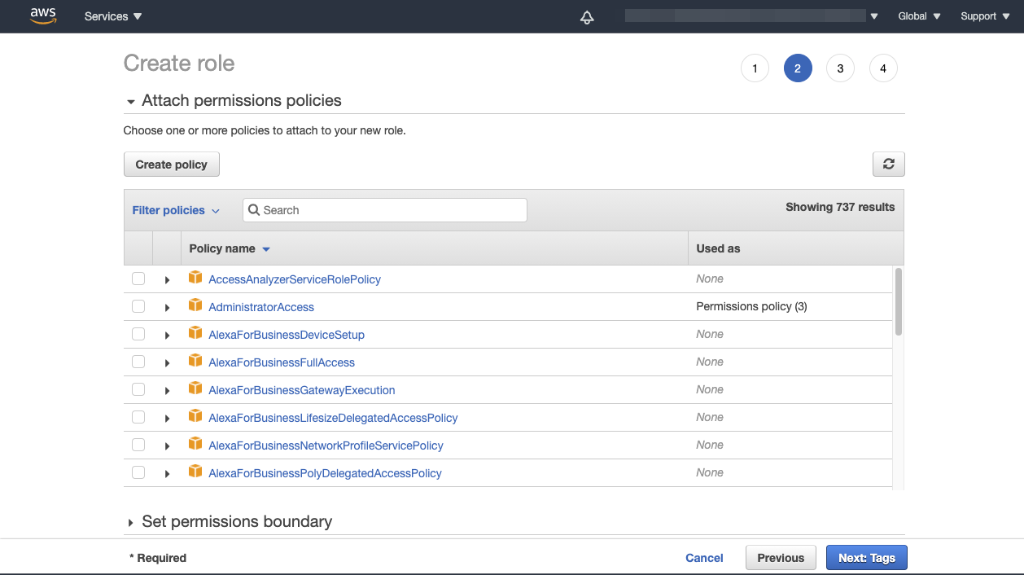 aws Services Global Support
Create role 1 2 3 4
Attach permissions policies
Choose one or more policies to attach to your new role.
Create policy
Filter policies Search Showing 737 results
Policy name Used as
AccessAnalyzerServiceRolePolicy None
AdministratorAccess Permissions policy (3)
AlexaForBusinessDeviceSetup None
AlexaForBusinessFullAccess None
AlexaForBusinessGatewayExecution None
AlexaForBusinessLifesizeDelegatedAccessPolicy None
AlexaForBusinessNetworkProfileServicePolicy None
AlexaForBusinessPolyDelegatedAccessPolicy None
Set permissions boundary
* Required Cancel Previous Next: Tags